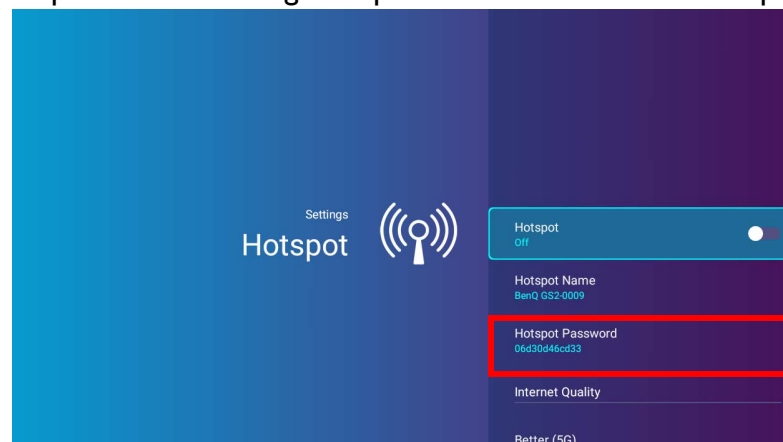 Settings
Hotspot
Hotspot
Off
Hotspot Name
BenQ GS2-0009
Hotspot Password
06d30d46cd33
Internet Quality
Better (5G)